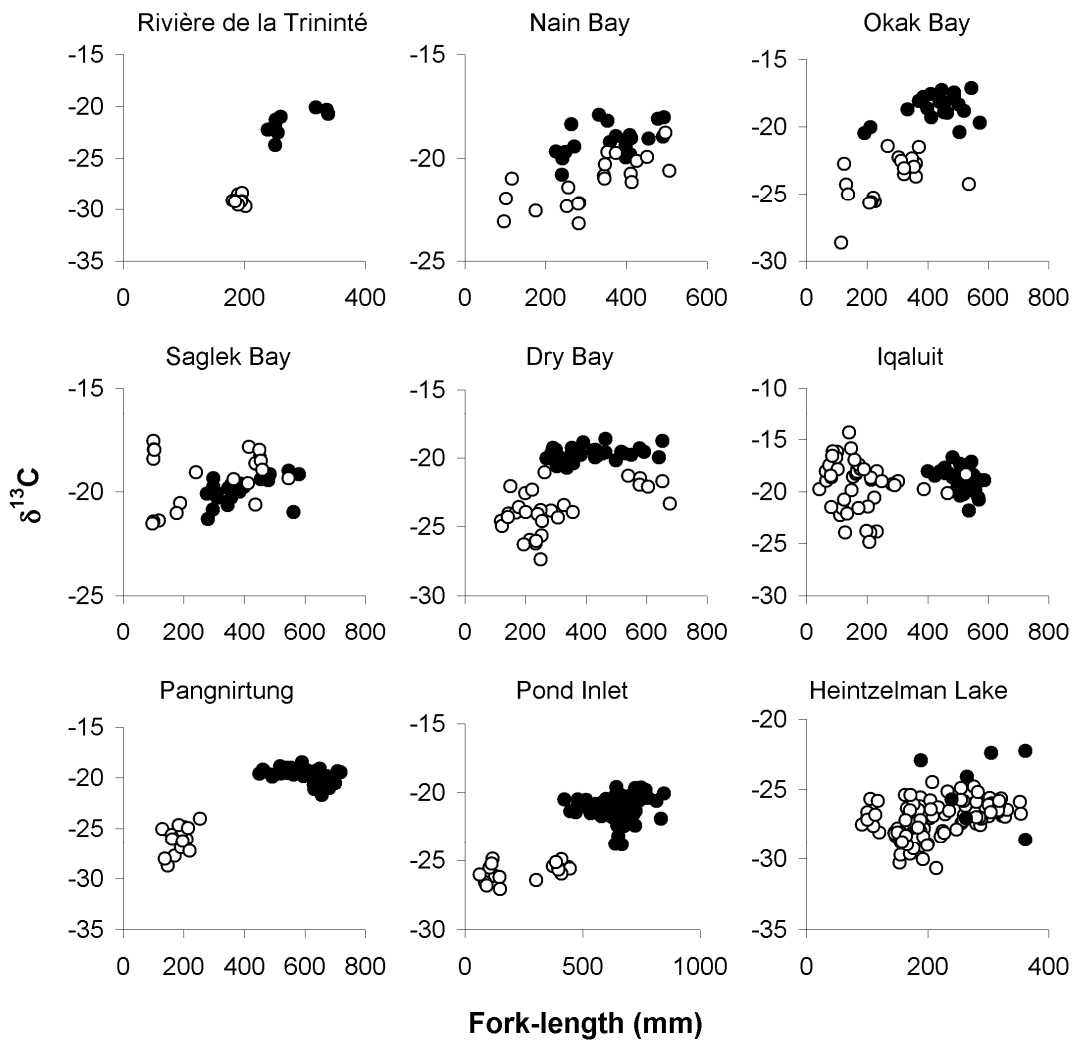 Rivière de la Trininté
Nain Bay
Okak Bay
-15
-20
-25
-30
-35
0 200 400
-15
-20
-25
0 200 400 600
-15
-20
-25
-30
0 200 400 600 800
Saglek Bay
Dry Bay
Iqaluit
-15
-20
-25
0 200 400 600 800
-15
-20
-25
-30
0 200 400 600 800
-10
-15
-20
-25
-30
0 200 400 600 800
δ13C
Pangnirtung
Pond Inlet
Heintzelman Lake
-15
-20
-25
-30
-35
0 200 400 600 800
-15
-20
-25
-30
0 500 1000
-20
-25
-30
-35
0 200 400
Fork-length (mm)